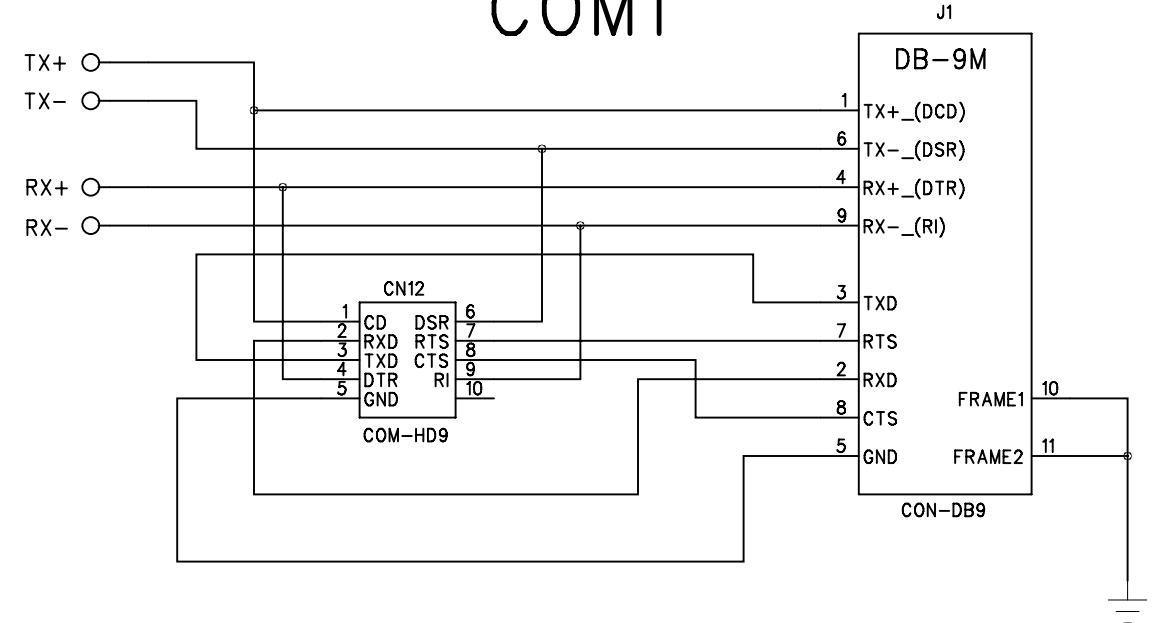 COM1
J1
DB-9M
TX+
TX-
RX+
RX-
1 TX+_(DCD)
6 TX-_(DSR)
4 RX+_(DTR)
9 RX-_(RI)
3 TXD
7 RTS
2 RXD
8 CTS
5 GND
FRAME1 10
FRAME2 11
CON-DB9
CN12
1 CD DSR 6
2 RXD RTS 7
3 TXD CTS 8
4 DTR RI 9
5 GND 10
COM-HD9